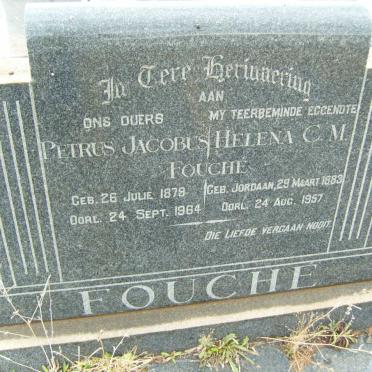 In Tere Herinnering
AAN
ONS OUERS
PETRUS JACOBUS
FOUCHE
GEB. 26 JULIE 1879
OORL. 24 SEPT. 1964
MY TEERBEMINDE EGGENOTE
HELENA C. M.
GEB. JORDAAN, 29 MAART 1883
OORL. 24 AUG. 1957
DIE LIEFDE VERGAAN NOOIT.
FOUCHE